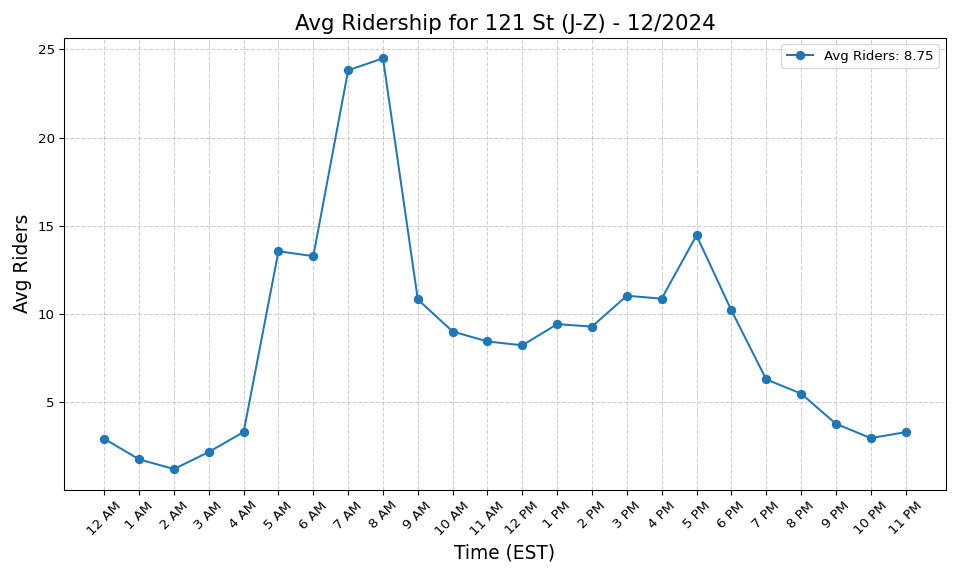 Avg Ridership for 121 St (J-Z) - 12/2024
Avg Riders: 8.75
Avg Riders
25
20
15
10
5
12 AM
1 AM
2 AM
3 AM
4 AM
5 AM
6 AM
7 AM
8 AM
9 AM
10 AM
11 AM
12 PM
1 PM
2 PM
3 PM
4 PM
5 PM
6 PM
7 PM
8 PM
9 PM
10 PM
11 PM
Time (EST)